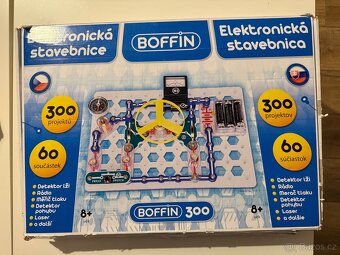 Elektronická
stavebnice
BOFFIN
Elektronická
stavebnica
300
projektů
60
součástek
Detektor lží
Rádio
Měřič tlaku
Detektor
pohybu
Laser
a další
8+
300
projektov
60
súčiastok
Detektor lži
Rádio
Merač tlaku
Detektor
pohybu
Laser
a ďalšie
8+
BOFFIN 300